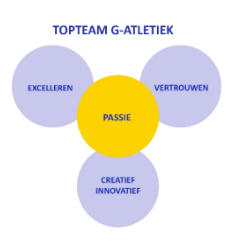 TOPTEAM G-ATLETIEK
EXCELLEREN
VERTROUWEN
PASSIE
CREATIEF
INNOVATIEF